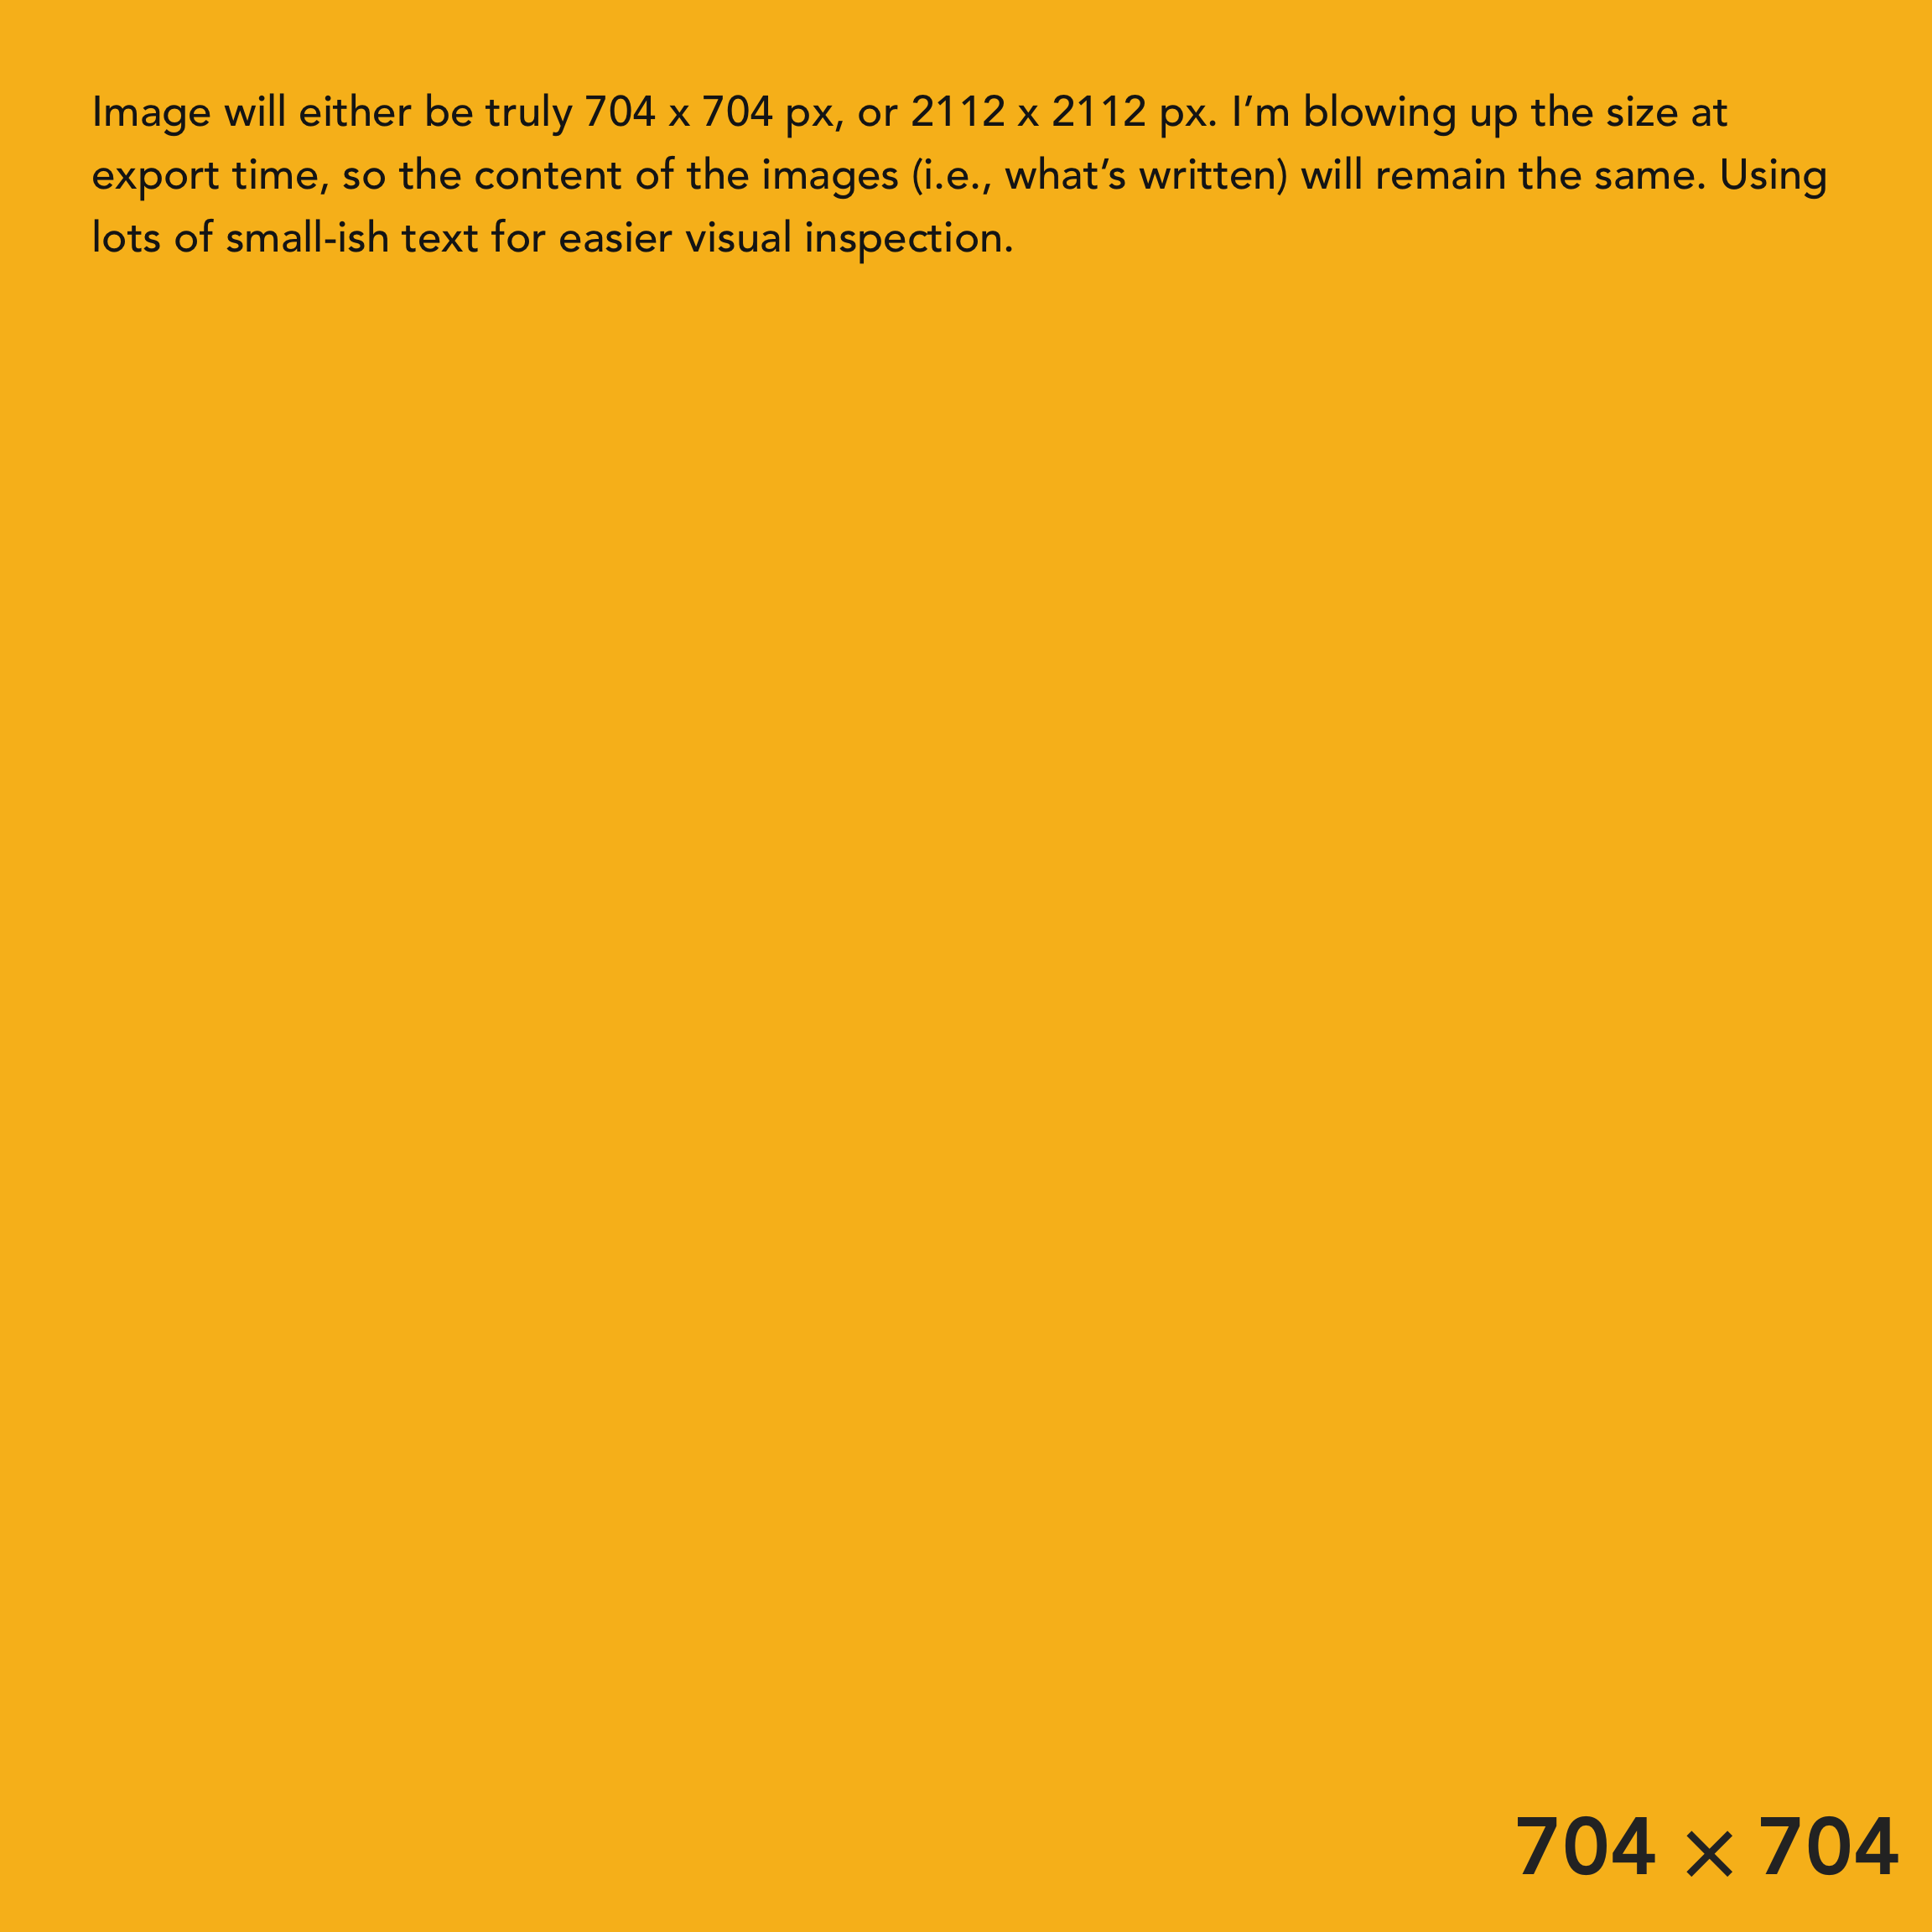 Image will either be truly 704 x 704 px, or 2112 x 2112 px. I’m blowing up the size at
export time, so the content of the images (i.e., what’s written) will remain the same. Using
lots of small-ish text for easier visual inspection.
704 × 704